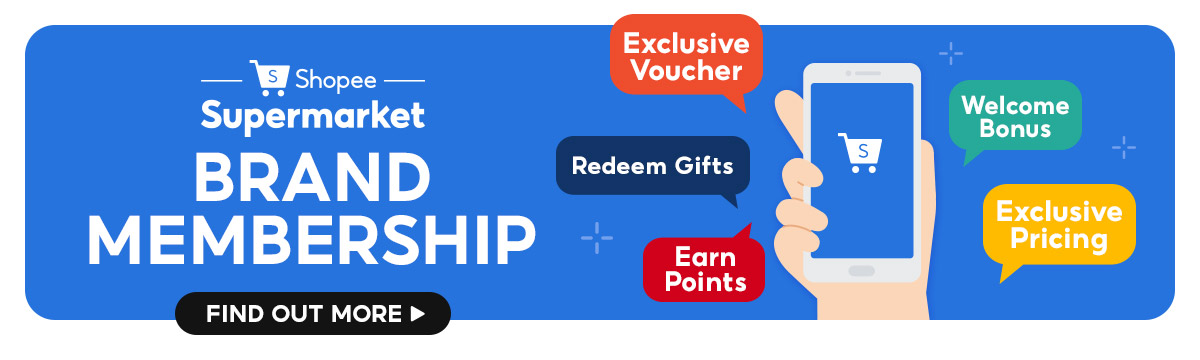 S Shopee
Supermarket
BRAND
MEMBERSHIP
FIND OUT MORE
Exclusive
Voucher
Redeem Gifts
Earn
Points
S
Welcome
Bonus
Exclusive
Pricing